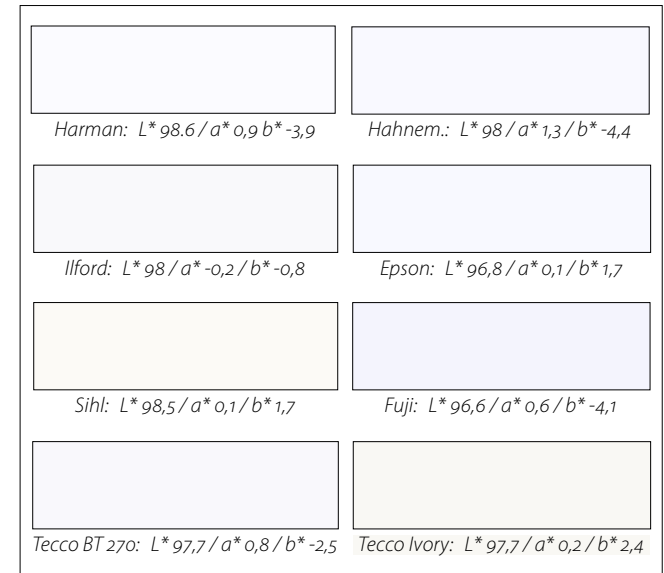 Harman: L* 98.6 / a* 0,9 b* -3,9
Hahnem.: L* 98 / a* 1,3 / b* -4,4
Ilford: L* 98 / a* -0,2 / b* -0,8
Epson: L* 96,8 / a* 0,1 / b* 1,7
Sihl: L* 98,5 / a* 0,1 / b* 1,7
Fuji: L* 96,6 / a* 0,6 / b* -4,1
Tecco BT 270: L* 97,7 / a* 0,8 / b* -2,5
Tecco Ivory: L* 97,7 / a* 0,2 / b* 2,4